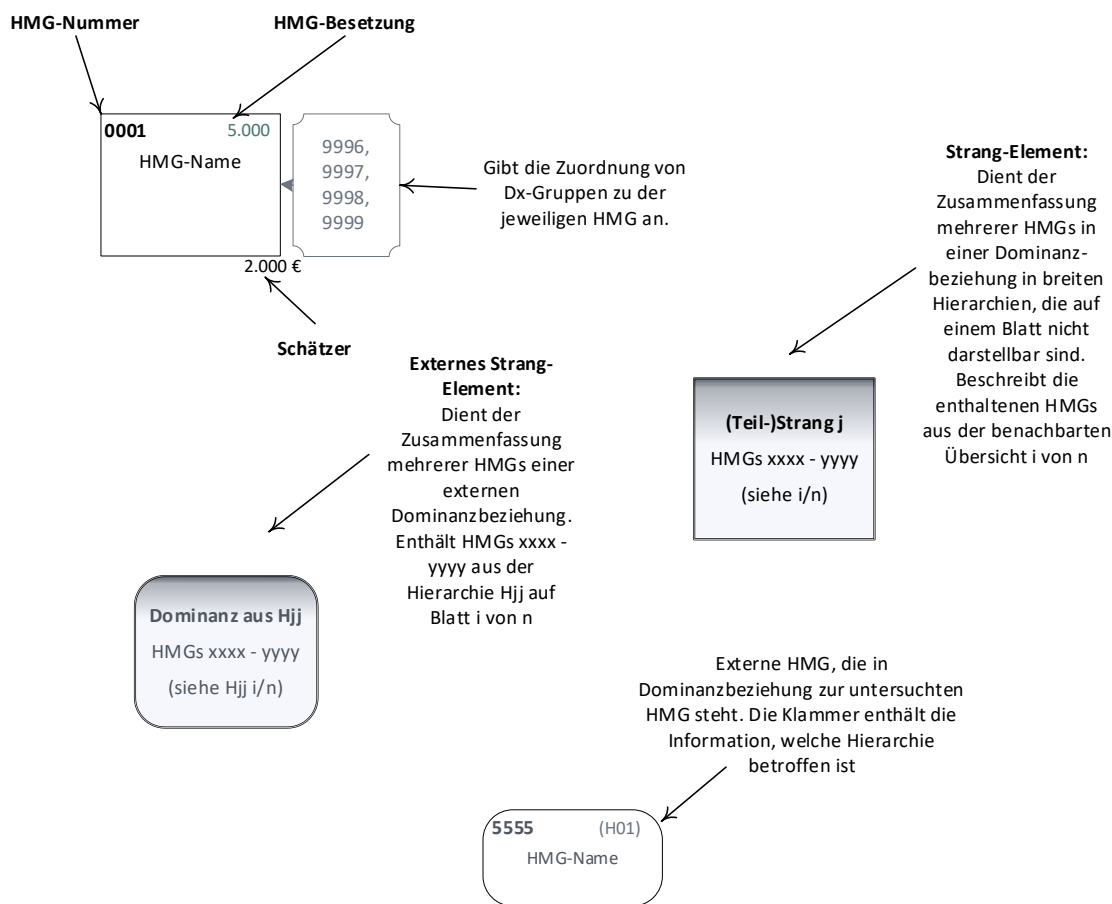 HMG-Nummer
HMG-Besetzung
0001
5.000
HMG-Name
9996,
9997,
9998,
9999
2.000 €
Gibt die Zuordnung von
Dx-Gruppen zu der
jeweiligen HMG an.
Schätzer
Strang-Element:
Dient der
Zusammenfassung
mehrerer HMGs in
einer Dominanz-
beziehung in breiten
Hierarchien, die auf
einem Blatt nicht
darstellbar sind.
Beschreibt die
enthaltenen HMGs
aus der benachbarten
Übersicht i von n
(Teil-)Strang j
HMGs xxxx - yyyy
(siehe i/n)
Externes Strang-
Element:
Dient der
Zusammenfassung
mehrerer HMGs einer
externen
Dominanzbeziehung.
Enthält HMGs xxxx -
yyyy aus der
Hierarchie Hjj auf
Blatt i von n
Dominanz aus Hjj
HMGs xxxx - yyyy
(siehe Hjj i/n)
Externe HMG, die in
Dominanzbeziehung zur untersuchten
HMG steht. Die Klammer enthält die
Information, welche Hierarchie
betroffen ist
5555
(H01)
HMG-Name